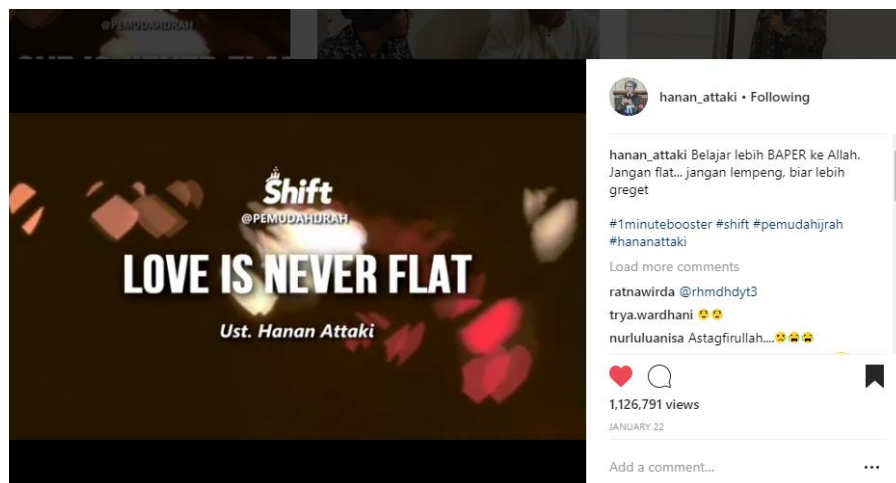 @PEMUDAHIJRAH
Shift
@PEMUDAHIJRAH
LOVE IS NEVER FLAT
Ust. Hanan Attaki
hanan_attaki • Following
hanan_attaki Belajar lebih BAPER ke Allah.
Jangan flat... jangan lempeng, biar lebih
greget
#1minutebooster #shift #pemudahijrah
#hananattaki
Load more comments
ratnawirda @rhmdhdyt3
trya.wardhani 😲😲
nurluluanisa Astagfirullah....😕😭😭
1,126,791 views
JANUARY 22
Add a comment...